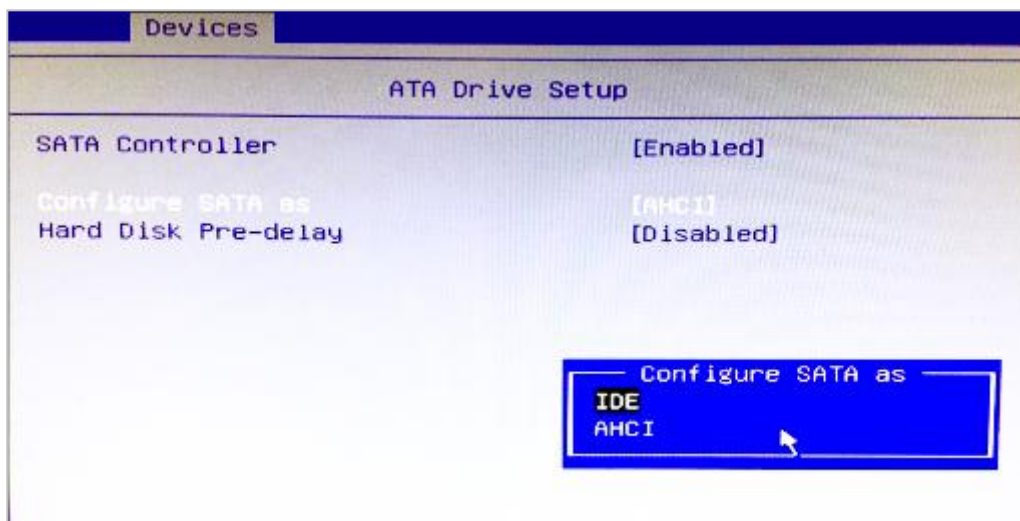 Devices
ATA Drive Setup
SATA Controller [Enabled]
Configure SATA as [AHCI]
Hard Disk Pre-delay [Disabled]
Configure SATA as
IDE
AHCI